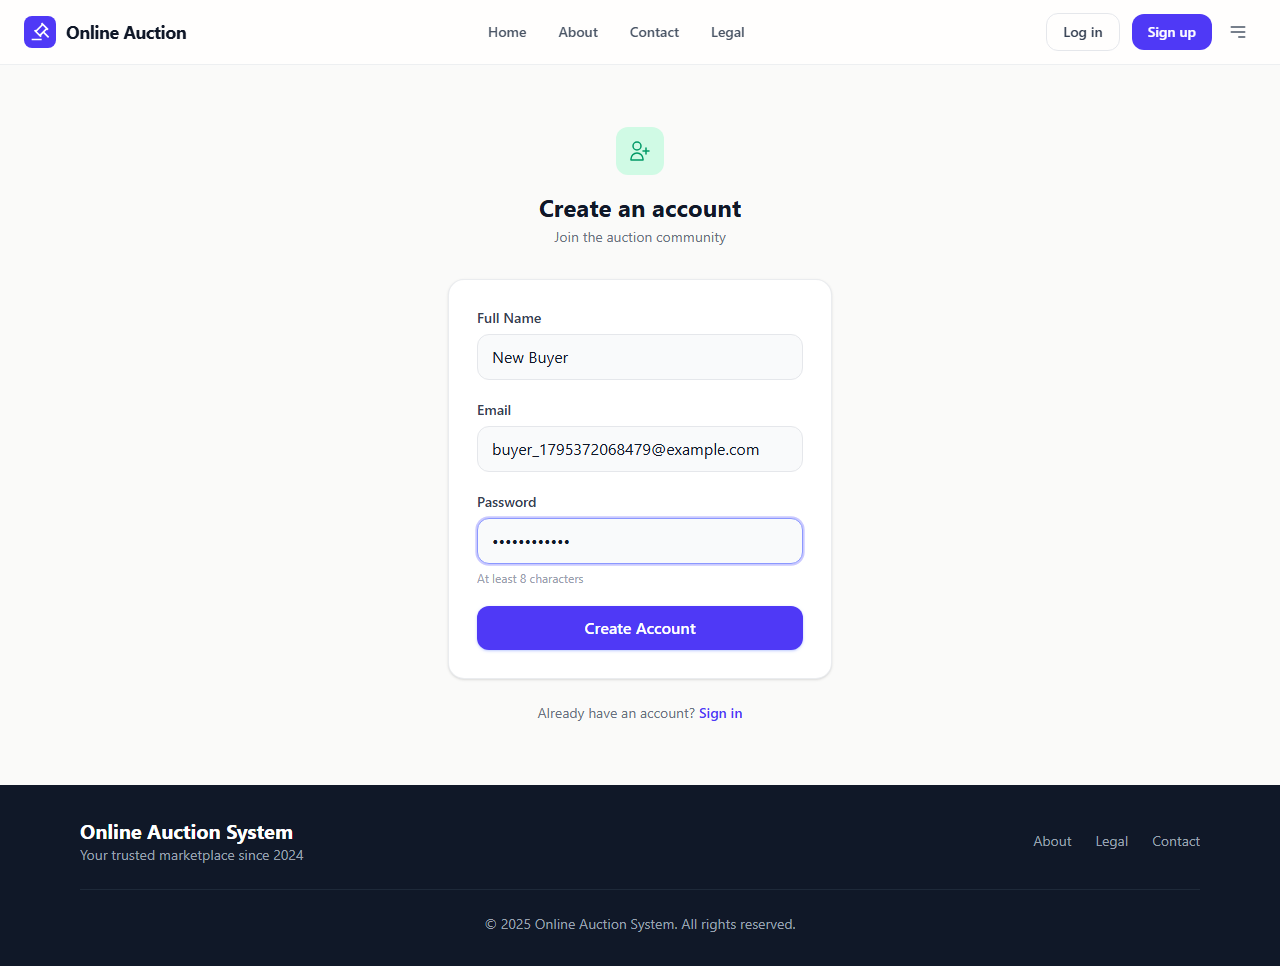 Online Auction
Home About Contact Legal
Log in Sign up
Create an account
Join the auction community
Full Name
New Buyer
Email
buyer_1795372068479@example.com
Password
••••••••••••
At least 8 characters
Create Account
Already have an account? Sign in
Online Auction System
Your trusted marketplace since 2024
About Legal Contact
© 2025 Online Auction System. All rights reserved.